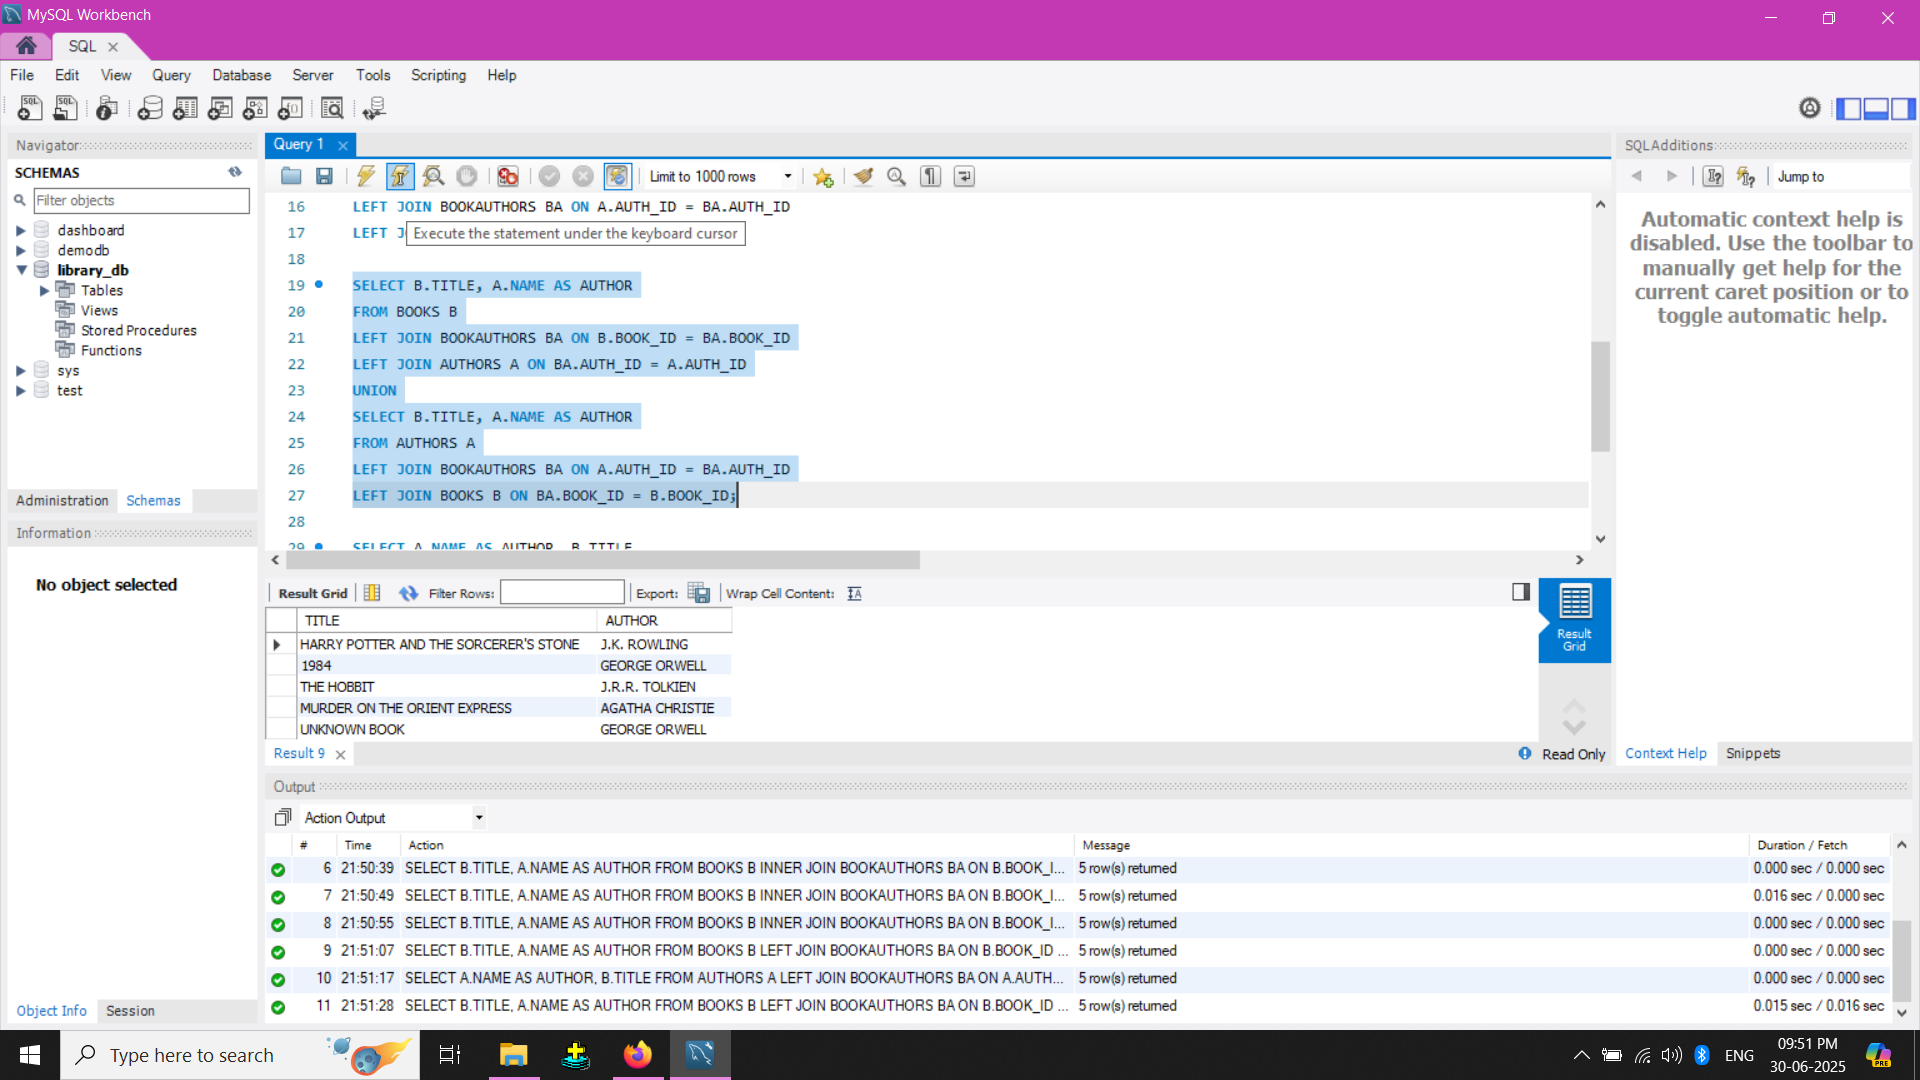 MySQL Workbench
SQL
File Edit View Query Database Server Tools Scripting Help
Navigator
SCHEMAS
Filter objects
dashboard
demodb
library_db
Tables
Views
Stored Procedures
Functions
sys
test
Administration Schemas
Information
No object selected
Object Info Session
Query 1
Limit to 1000 rows
16 LEFT JOIN BOOKAUTHORS BA ON A.AUTH_ID = BA.AUTH_ID
17 LEFT J
Execute the statement under the keyboard cursor
18
19 SELECT B.TITLE, A.NAME AS AUTHOR
20 FROM BOOKS B
21 LEFT JOIN BOOKAUTHORS BA ON B.BOOK_ID = BA.BOOK_ID
22 LEFT JOIN AUTHORS A ON BA.AUTH_ID = A.AUTH_ID
23 UNION
24 SELECT B.TITLE, A.NAME AS AUTHOR
25 FROM AUTHORS A
26 LEFT JOIN BOOKAUTHORS BA ON A.AUTH_ID = BA.AUTH_ID
27 LEFT JOIN BOOKS B ON BA.BOOK_ID = B.BOOK_ID;
28
29 SELECT A.NAME AS AUTHOR, B.TITLE
Result Grid Filter Rows: Export: Wrap Cell Content:
TITLE AUTHOR
HARRY POTTER AND THE SORCERER'S STONE J.K. ROWLING
1984 GEORGE ORWELL
THE HOBBIT J.R.R. TOLKIEN
MURDER ON THE ORIENT EXPRESS AGATHA CHRISTIE
UNKNOWN BOOK GEORGE ORWELL
Result Grid
Result 9
Read Only
SQLAdditions
Jump to
Automatic context help is
disabled. Use the toolbar to
manually get help for the
current caret position or to
toggle automatic help.
Context Help Snippets
Output
Action Output
# Time Action Message Duration / Fetch
6 21:50:39 SELECT B.TITLE, A.NAME AS AUTHOR FROM BOOKS B INNER JOIN BOOKAUTHORS BA ON B.BOOK_I... 5 row(s) returned 0.000 sec / 0.000 sec
7 21:50:49 SELECT B.TITLE, A.NAME AS AUTHOR FROM BOOKS B INNER JOIN BOOKAUTHORS BA ON B.BOOK_I... 5 row(s) returned 0.016 sec / 0.000 sec
8 21:50:55 SELECT B.TITLE, A.NAME AS AUTHOR FROM BOOKS B INNER JOIN BOOKAUTHORS BA ON B.BOOK_I... 5 row(s) returned 0.000 sec / 0.000 sec
9 21:51:07 SELECT B.TITLE, A.NAME AS AUTHOR FROM BOOKS B LEFT JOIN BOOKAUTHORS BA ON B.BOOK_ID ... 5 row(s) returned 0.000 sec / 0.000 sec
10 21:51:17 SELECT A.NAME AS AUTHOR, B.TITLE FROM AUTHORS A LEFT JOIN BOOKAUTHORS BA ON A.AUTH... 5 row(s) returned 0.000 sec / 0.000 sec
11 21:51:28 SELECT B.TITLE, A.NAME AS AUTHOR FROM BOOKS B LEFT JOIN BOOKAUTHORS BA ON B.BOOK_ID ... 5 row(s) returned 0.015 sec / 0.016 sec
Type here to search
ENG
09:51 PM
30-06-2025
PRE